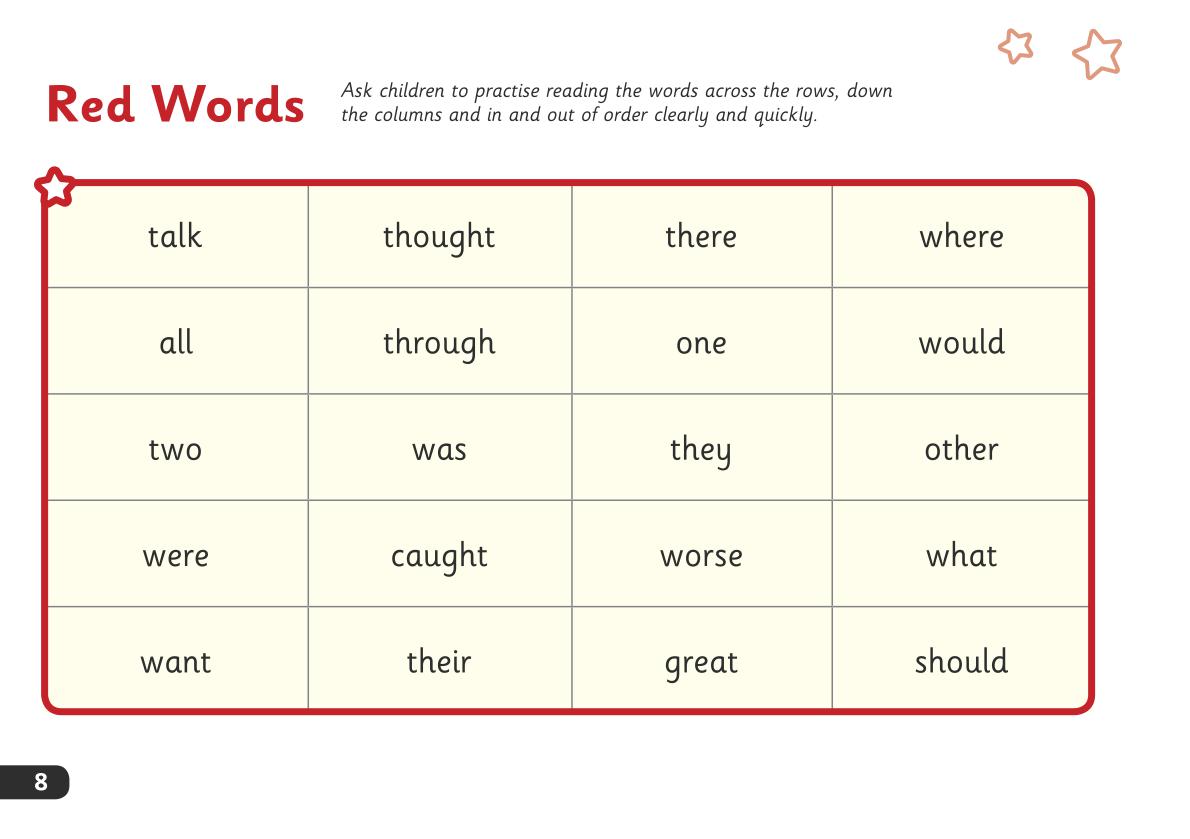 Red Words
Ask children to practise reading the words across the rows, down
the columns and in and out of order clearly and quickly.
talk thought there where
all through one would
two was they other
were caught worse what
want their great should
8